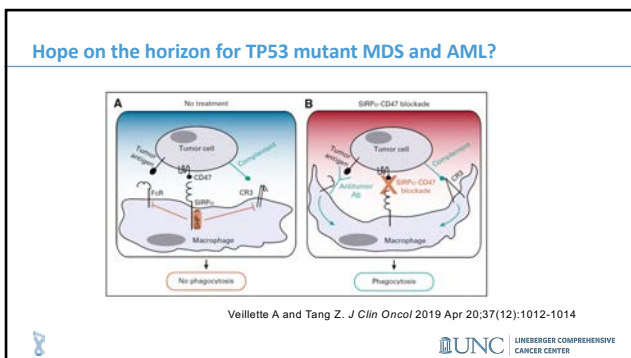 Hope on the horizon for TP53 mutant MDS and AML?
A
No treatment
Tumor cell
Tumor
antigen
Complement
CD47
FcR
CR3
SIRPα
Macrophage
No phagocytosis
B
SIRPα-CD47 blockade
Tumor cell
Tumor
antigen
Complement
Antitumor
Ab
SIRPα-CD47
blockade
CR3
Macrophage
Phagocytosis
Veillette A and Tang Z. J Clin Oncol 2019 Apr 20;37(12):1012-1014
UNC
LINEBERGER COMPREHENSIVE
CANCER CENTER